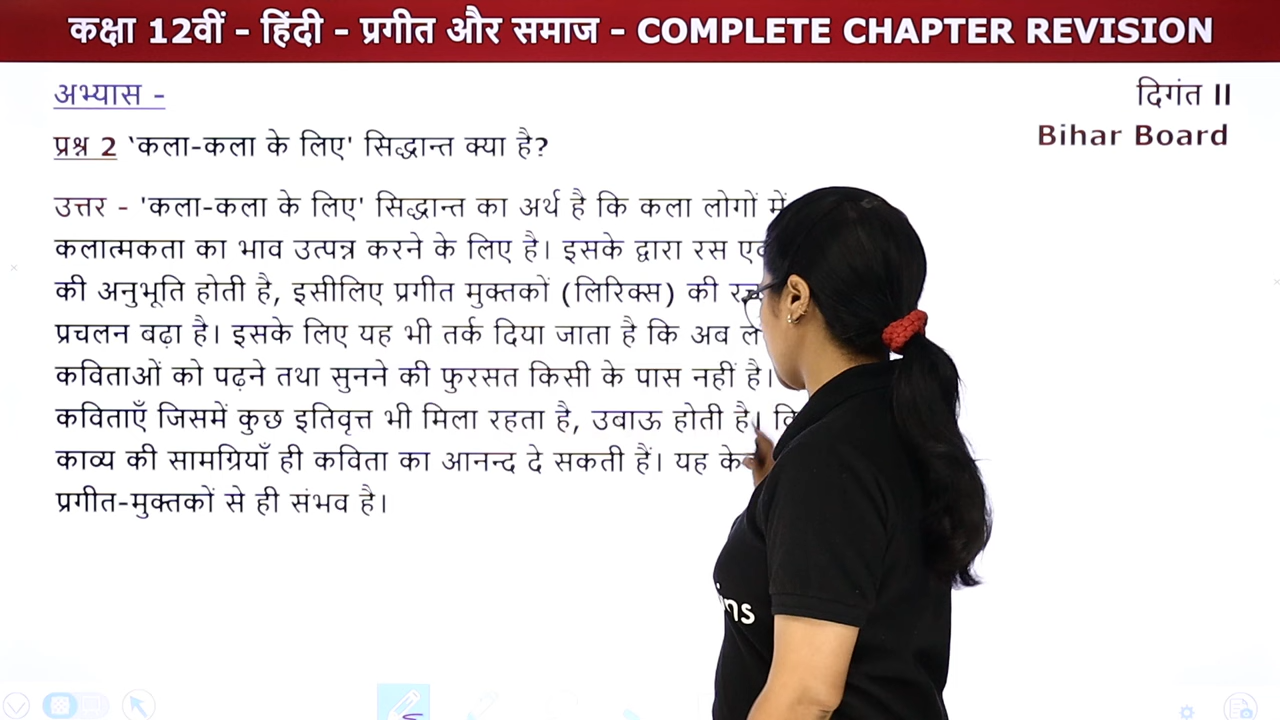 कक्षा 12वीं - हिंदी - प्रगीत और समाज - COMPLETE CHAPTER REVISION
अभ्यास -
दिगंत II
Bihar Board
प्रश्न 2 'कला-कला के लिए' सिद्धान्त क्या है?
उत्तर - 'कला-कला के लिए' सिद्धान्त का अर्थ है कि कला लोगों में
कलात्मकता का भाव उत्पन्न करने के लिए है। इसके द्वारा रस
की अनुभूति होती है, इसीलिए प्रगीत मुक्तकों (लिरिक्स) की
प्रचलन बढ़ा है। इसके लिए यह भी तर्क दिया जाता है कि अब
कविताओं को पढ़ने तथा सुनने की फुरसत किसी के पास नहीं है।
कविताएँ जिसमें कुछ इतिवृत्त भी मिला रहता है, उवाऊ होती है।
काव्य की सामग्रियाँ ही कविता का आनन्द दे सकती हैं। यह
प्रगीत-मुक्तकों से ही संभव है।